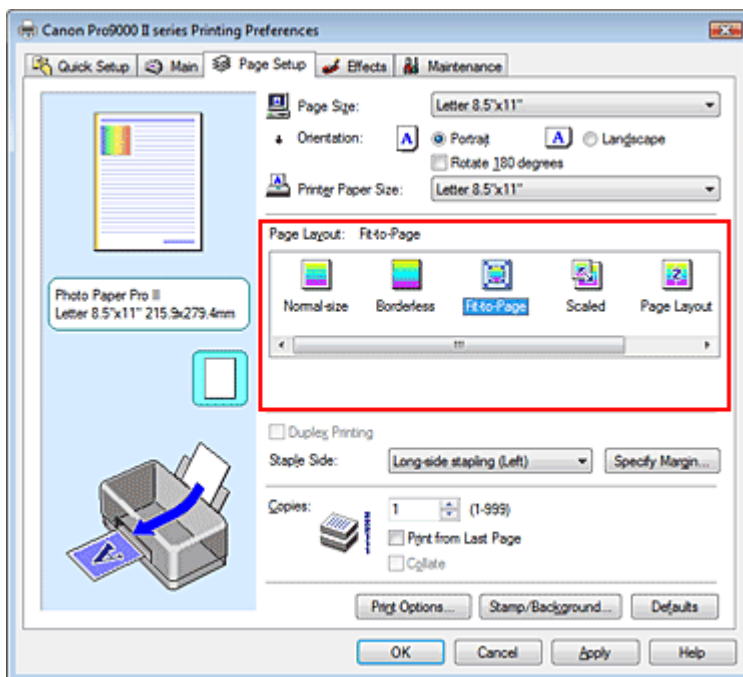 Canon Pro9000 II series Printing Preferences
Quick Setup Main Page Setup Effects Maintenance
Page Size: Letter 8.5"x11"
Orientation: A Portrait A Landscape
Rotate 180 degrees
Printer Paper Size: Letter 8.5"x11"
Page Layout: Fit-to-Page
Normal-size Borderless Fit-to-Page Scaled Page Layout
Photo Paper Pro II
Letter 8.5"x11" 215.9x279.4mm
Duplex Printing
Staple Side: Long-side stapling (Left) Specify Margin...
Copies: 1 (1-999)
Print from Last Page
Collate
A
Print Options... Stamp/Background... Defaults
OK Cancel Apply Help